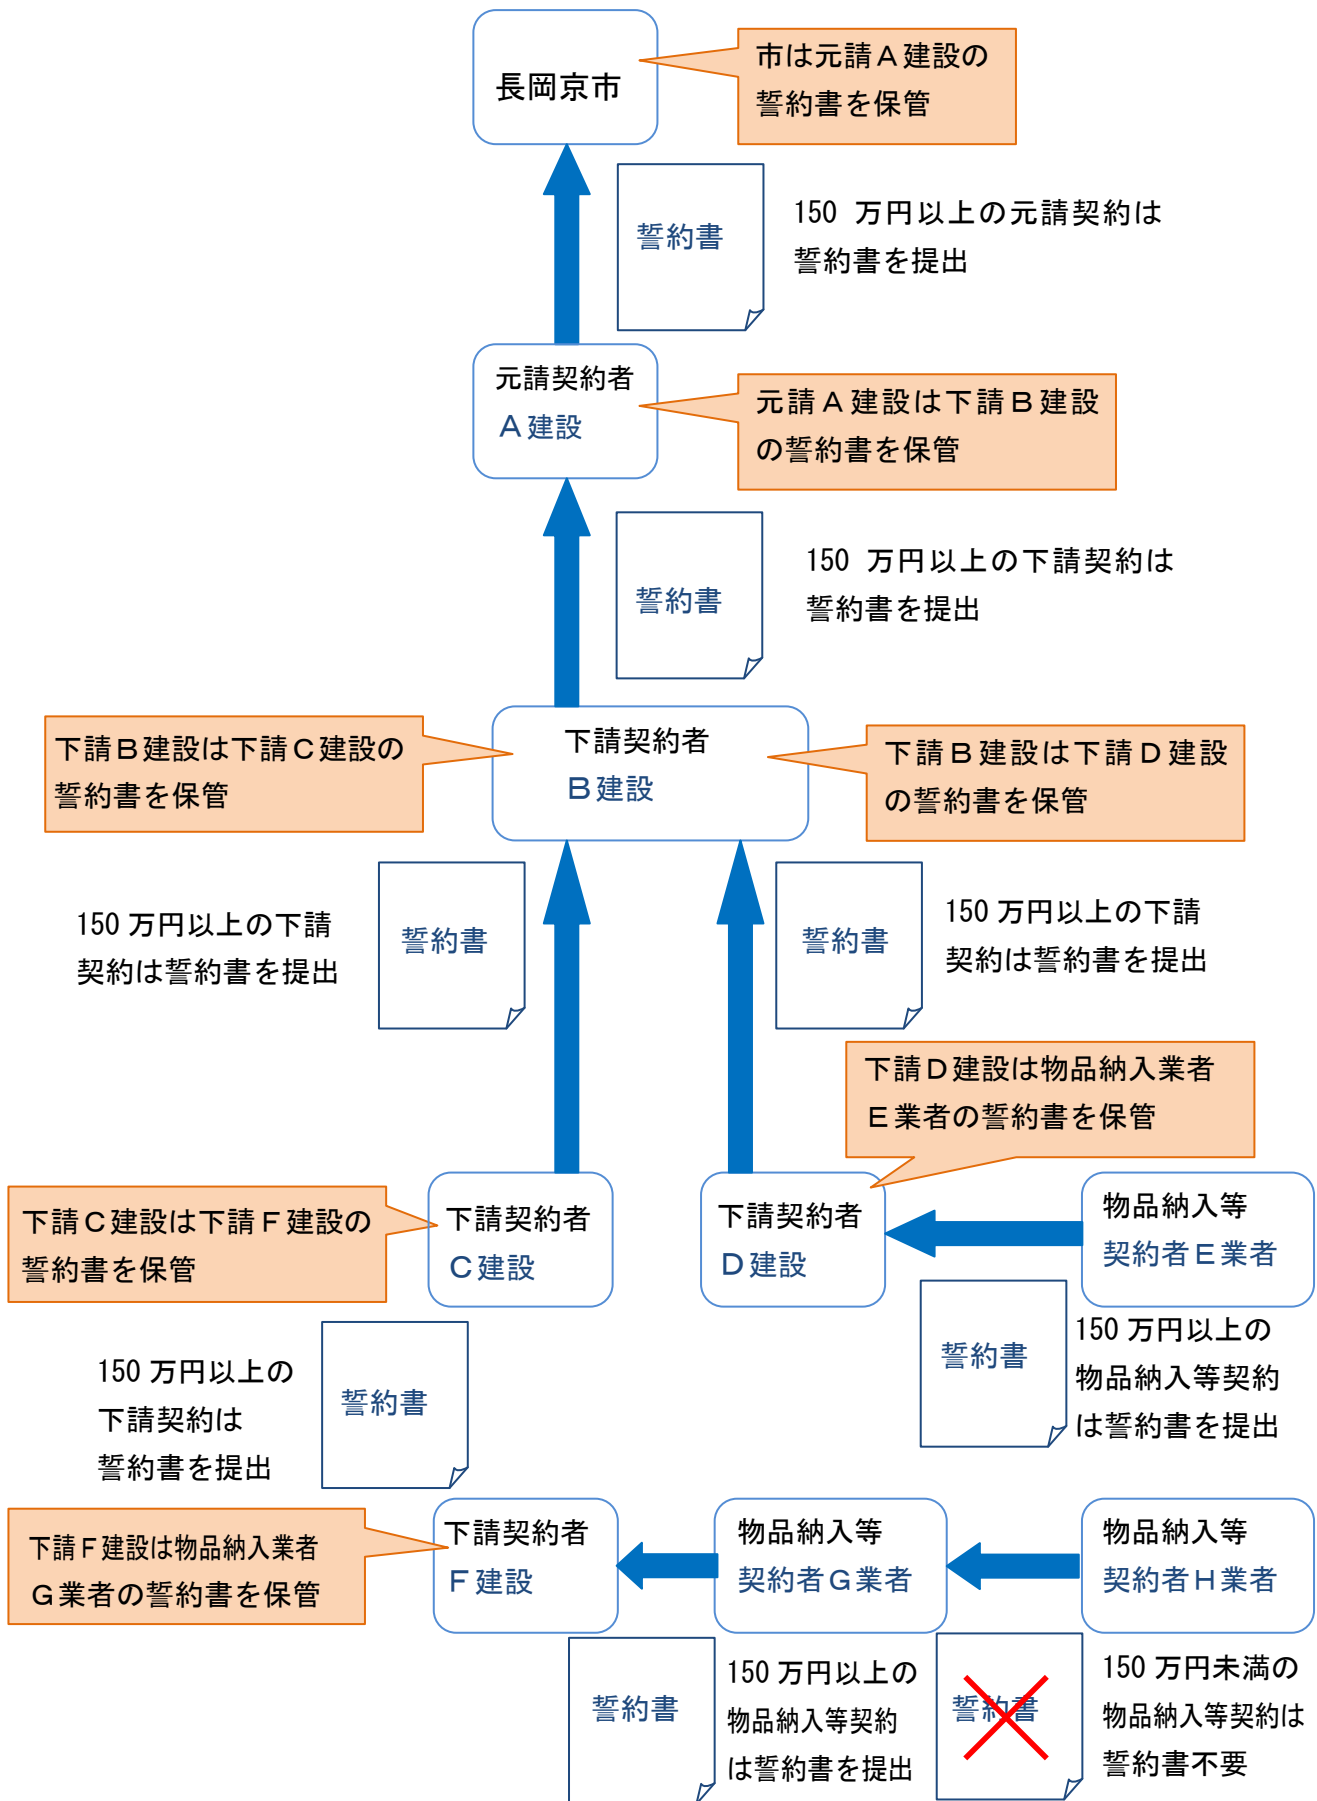 長岡京市
市は元請Ａ建設の
誓約書を保管
誓約書
150 万円以上の元請契約は
誓約書を提出
元請契約者
Ａ建設
元請Ａ建設は下請Ｂ建設
の誓約書を保管
誓約書
150 万円以上の下請契約は
誓約書を提出
下請Ｂ建設は下請Ｃ建設の
誓約書を保管
下請契約者
Ｂ建設
下請Ｂ建設は下請Ｄ建設
の誓約書を保管
150 万円以上の下請
契約は誓約書を提出
誓約書
誓約書
150 万円以上の下請
契約は誓約書を提出
下請Ｄ建設は物品納入業者
Ｅ業者の誓約書を保管
下請Ｃ建設は下請Ｆ建設の
誓約書を保管
下請契約者
Ｃ建設
下請契約者
Ｄ建設
物品納入等
契約者Ｅ業者
150 万円以上の
下請契約は
誓約書を提出
誓約書
誓約書
150 万円以上の
物品納入等契約
は誓約書を提出
下請Ｆ建設は物品納入業者
Ｇ業者の誓約書を保管
下請契約者
Ｆ建設
物品納入等
契約者Ｇ業者
物品納入等
契約者Ｈ業者
誓約書
150 万円以上の
物品納入等契約
は誓約書を提出
誓約書
150 万円未満の
物品納入等契約は
誓約書不要